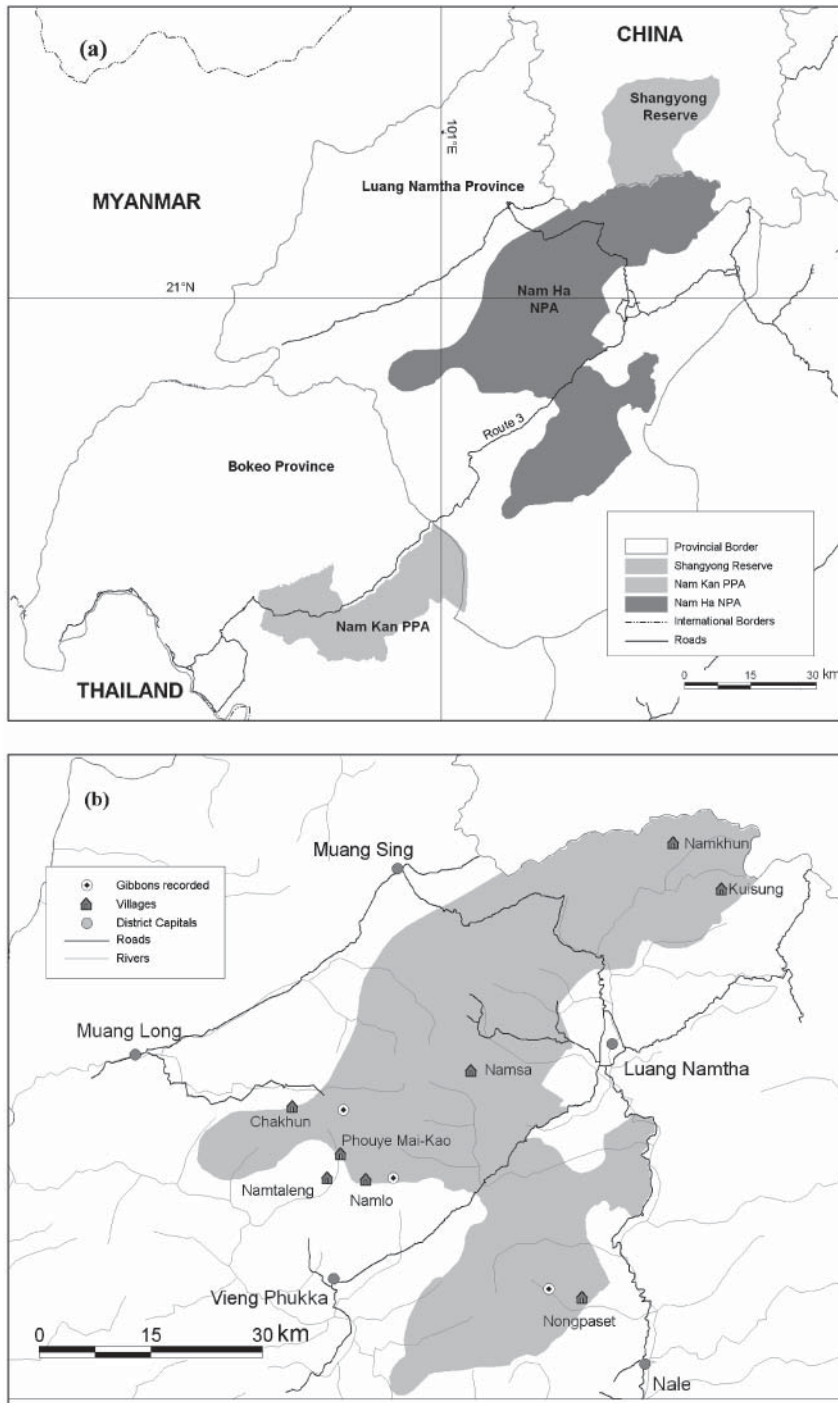 (a)
CHINA
Shangyong
Reserve
101°E
Luang Namtha Province
MYANMAR
21°N
Nam Ha
NPA
Route 3
Bokeo Province
Nam Kan PPA
THAILAND
Provincial Border
Shangyong Reserve
Nam Kan PPA
Nam Ha NPA
International Borders
Roads
0 15 30 km
(b)
Muang Sing
Namkhun
Kuisung
Gibbons recorded
Villages
District Capitals
Roads
Rivers
Muang Long
Namsa
Luang Namtha
Chakhun
Phouye Mai-Kao
Namtaleng
Namlo
Vieng Phukka
Nongpaset
0 15 30 km
Nale